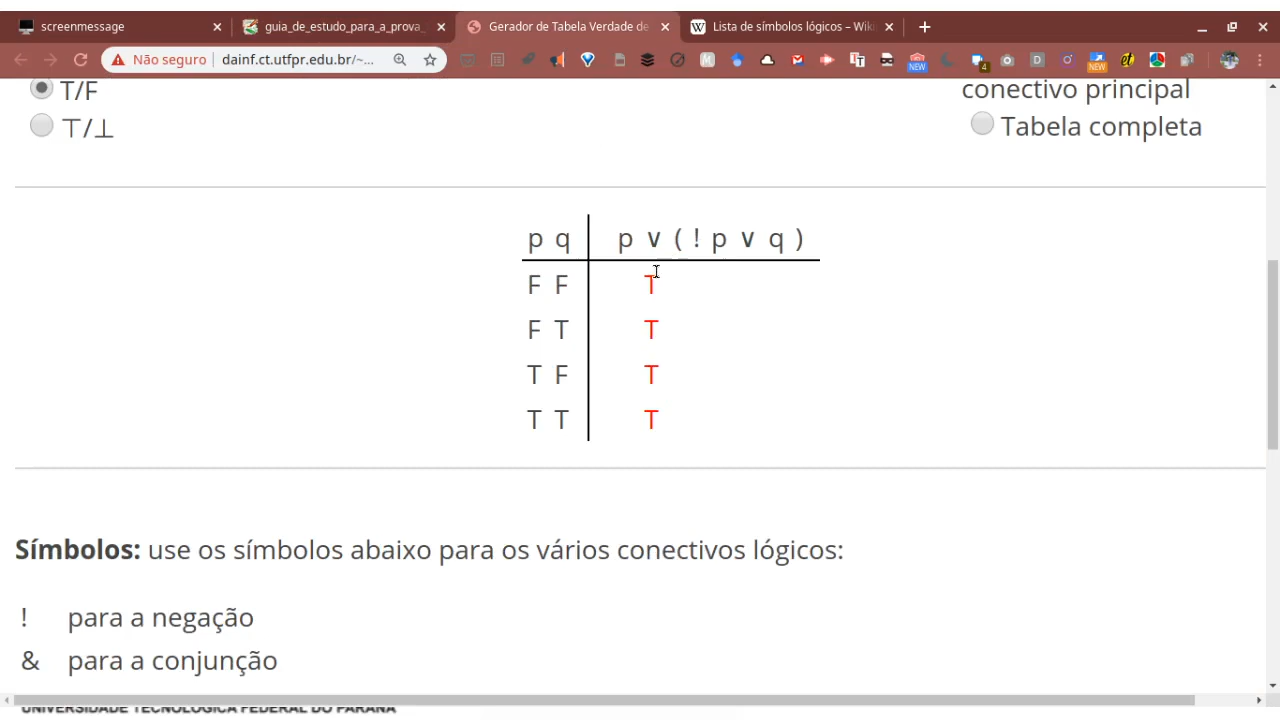 screenmessage
guia_de_estudo_para_a_prova_
Gerador de Tabela Verdade de
W Lista de símbolos lógicos – Wiki
Não seguro dainf.ct.utfpr.edu.br/~...
T/F
⊤/⊥
conectivo principal
Tabela completa
p q p ∨ ( ! p ∨ q )
F F T
F T T
T F T
T T T
Símbolos: use os símbolos abaixo para os vários conectivos lógicos:
! para a negação
& para a conjunção
UNIVERSIDADE TECNOLÓGICA FEDERAL DO PARANÁ